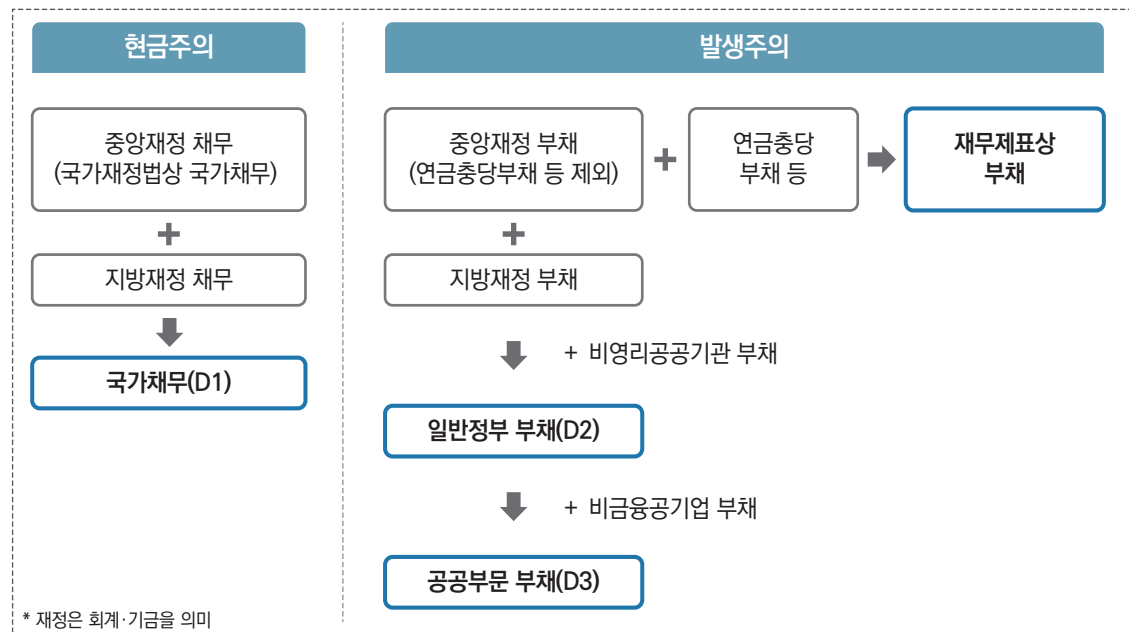 현금주의
중앙재정 채무
(국가재정법상 국가채무)
+
지방재정 채무
국가채무(D1)
* 재정은 회계·기금을 의미
발생주의
중앙재정 부채
(연금충당부채 등 제외)
+
연금충당
부채 등
재무제표상
부채
+
지방재정 부채
+ 비영리공공기관 부채
일반정부 부채(D2)
+ 비금융공기업 부채
공공부문 부채(D3)